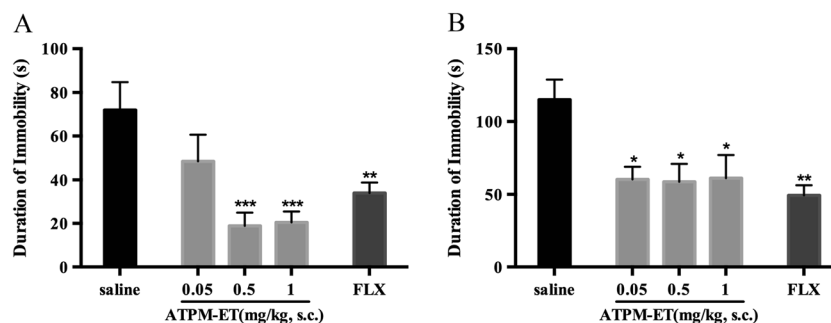 A
Duration of Immobility (s)
100
80
60
40
20
0
***
***
**
saline
0.05
0.5
1
FLX
ATPM-ET(mg/kg, s.c.)
B
Duration of Immobility (s)
150
100
50
0
*
*
*
**
saline
0.05
0.5
1
FLX
ATPM-ET(mg/kg, s.c.)